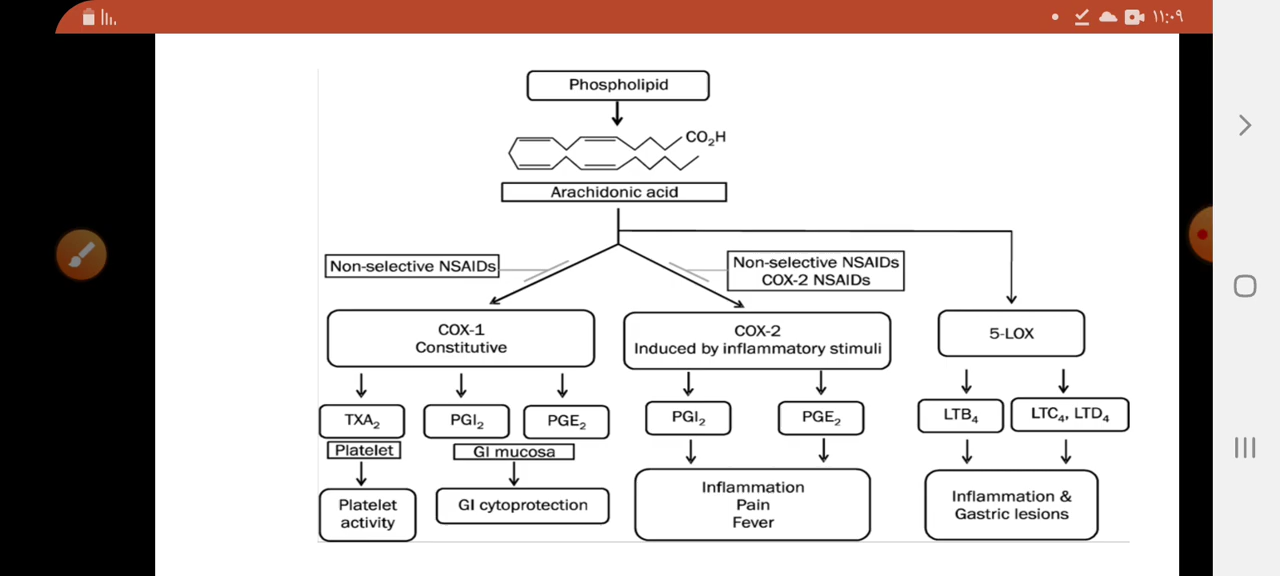 ١١:٠٩
Phospholipid
CO₂H
Arachidonic acid
Non-selective NSAIDs
Non-selective NSAIDs
COX-2 NSAIDs
COX-1
Constitutive
COX-2
Induced by inflammatory stimuli
5-LOX
TXA₂
PGI₂
PGE₂
PGI₂
PGE₂
LTB₄
LTC₄, LTD₄
Platelet
GI mucosa
Platelet
activity
GI cytoprotection
Inflammation
Pain
Fever
Inflammation &
Gastric lesions